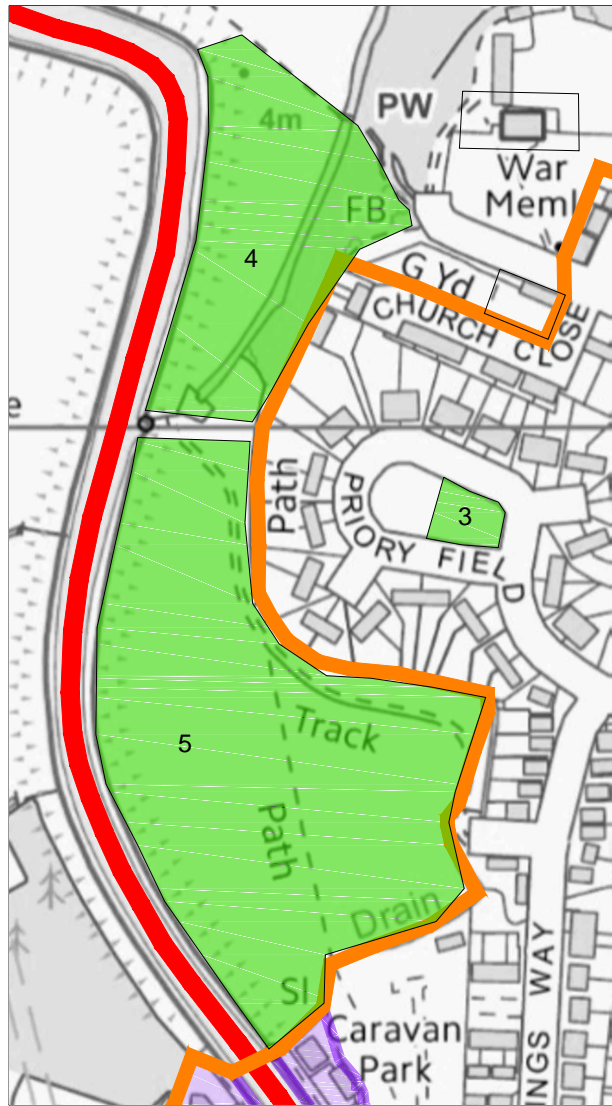 PW
4m
War
Meml
FB
4
G Yd
CHURCH CLOSE
e
Path
PRIORY FIELD
3
Track
5
Path
Drain
SI
Caravan
Park
INGS WAY